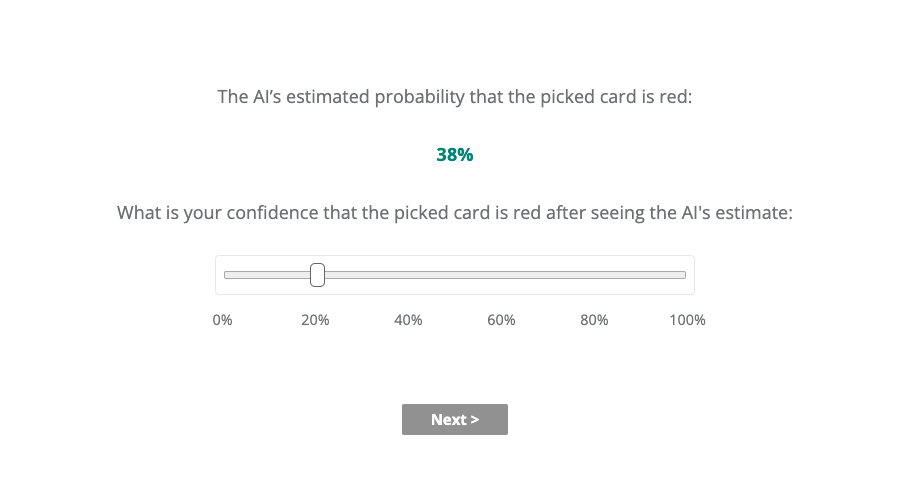 The AI’s estimated probability that the picked card is red:
38%
What is your confidence that the picked card is red after seeing the AI's estimate:
0% 20% 40% 60% 80% 100%
Next >